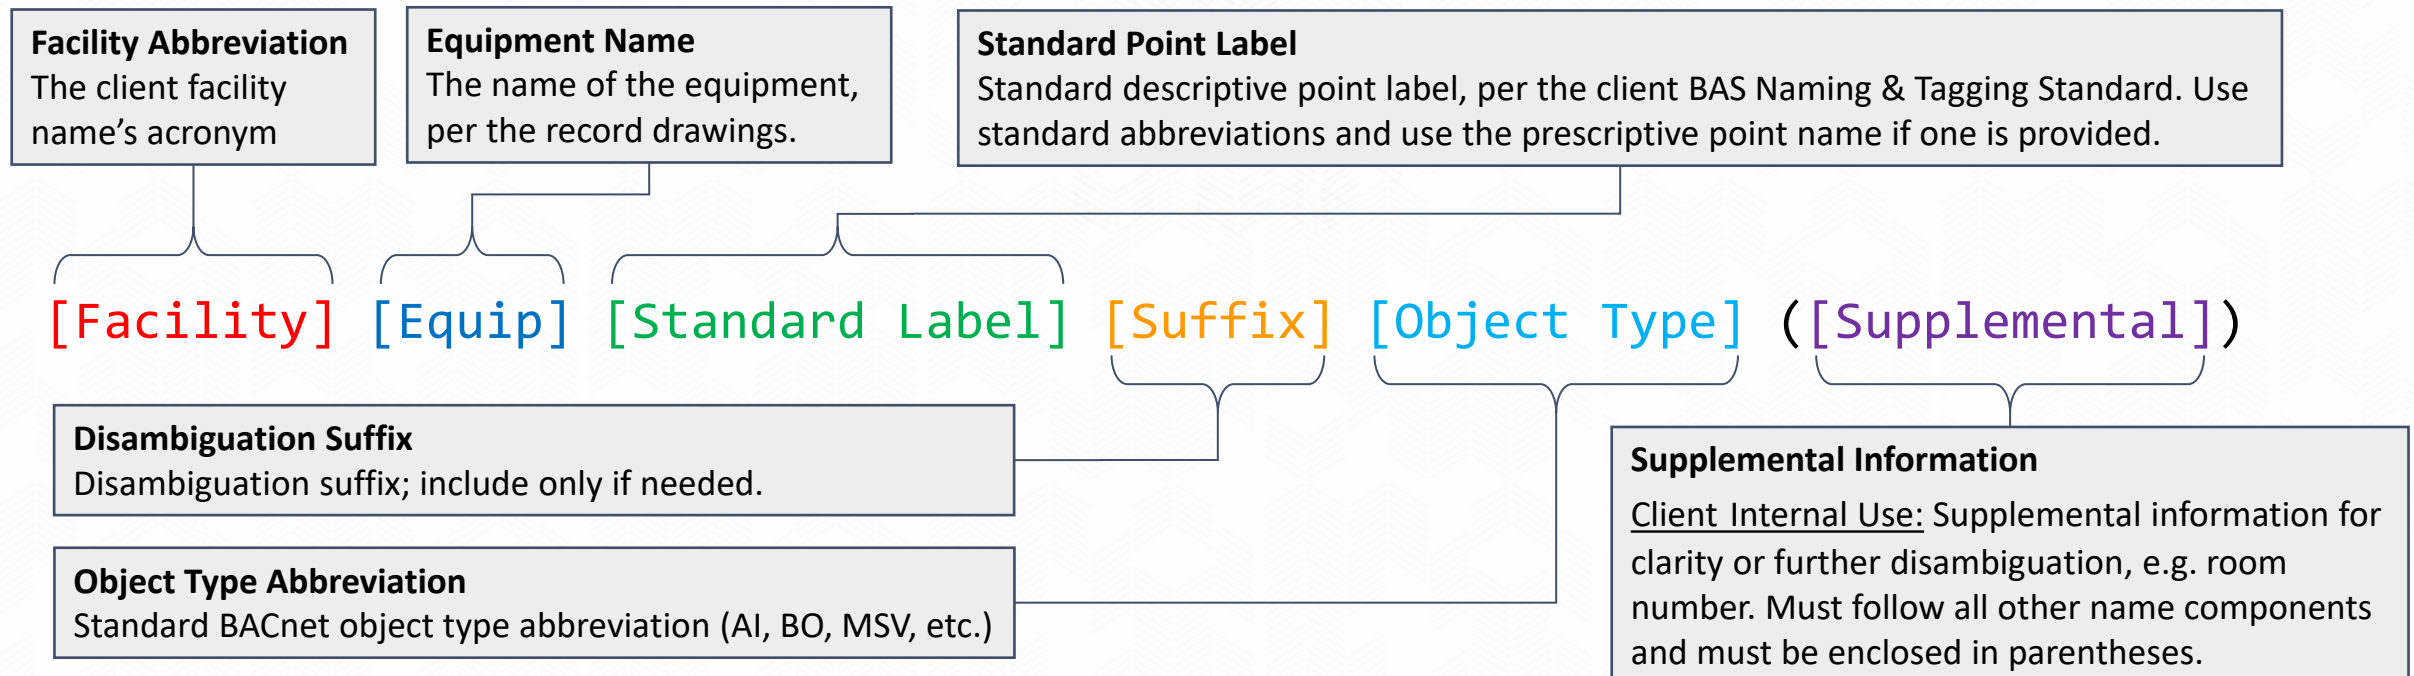 Facility Abbreviation
The client facility
name's acronym
Equipment Name
The name of the equipment,
per the record drawings.
Standard Point Label
Standard descriptive point label, per the client BAS Naming & Tagging Standard. Use
standard abbreviations and use the prescriptive point name if one is provided.
[Facility] [Equip] [Standard Label] [Suffix] [Object Type] ([Supplemental])
Disambiguation Suffix
Disambiguation suffix; include only if needed.
Object Type Abbreviation
Standard BACnet object type abbreviation (AI, BO, MSV, etc.)
Supplemental Information
Client Internal Use: Supplemental information for
clarity or further disambiguation, e.g. room
number. Must follow all other name components
and must be enclosed in parentheses.